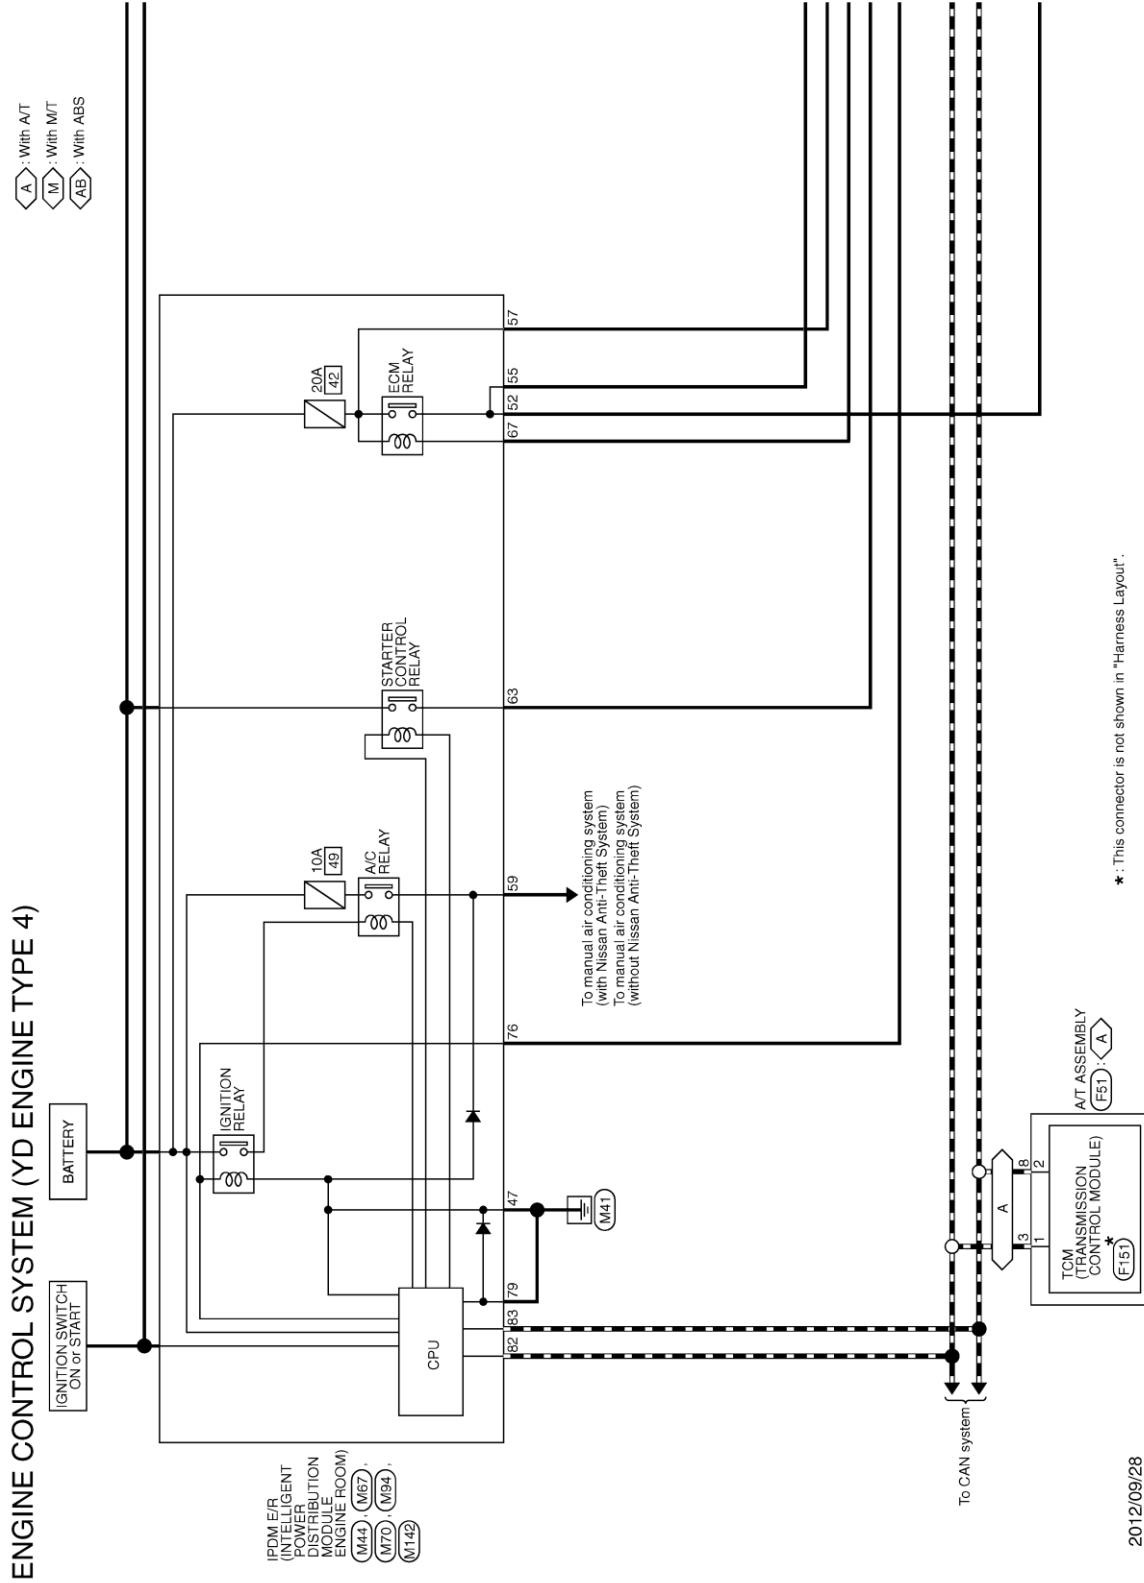 ENGINE CONTROL SYSTEM (YD ENGINE TYPE 4)
A : With A/T
M : With M/T
AB : With ABS
IGNITION SWITCH
ON or START
BATTERY
IPDM E/R
(INTELLIGENT
POWER
DISTRIBUTION
MODULE
ENGINE ROOM)
M44 , M67 ,
M70 , M94 ,
M142
IGNITION
RELAY
10A
49
A/C
RELAY
STARTER
CONTROL
RELAY
20A
42
ECM
RELAY
CPU
82
83
79
47
76
59
63
67
52
55
57
M41
To manual air conditioning system
(with Nissan Anti-Theft System)
To manual air conditioning system
(without Nissan Anti-Theft System)
To CAN system
A
3
8
1
2
TCM
(TRANSMISSION
CONTROL MODULE)
★
F151
A/T ASSEMBLY
F51 : A
★ : This connector is not shown in "Harness Layout".
2012/09/28